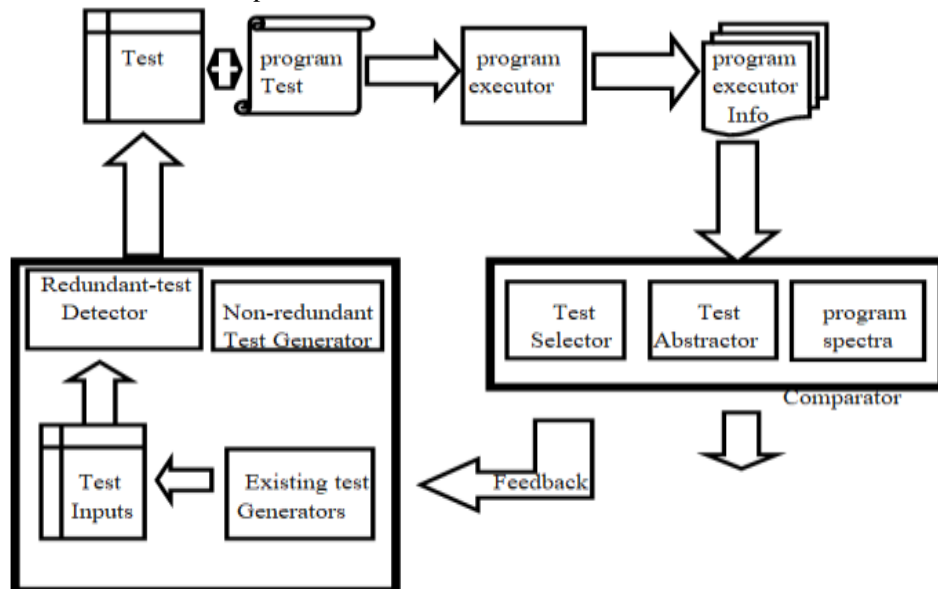 Test
program
Test
program
executor
program
executor
Info
Redundant-test
Detector
Non-redundant
Test Generator
Test
Selector
Test
Abstractor
program
spectra
Comparator
Test
Inputs
Existing test
Generators
Feedback